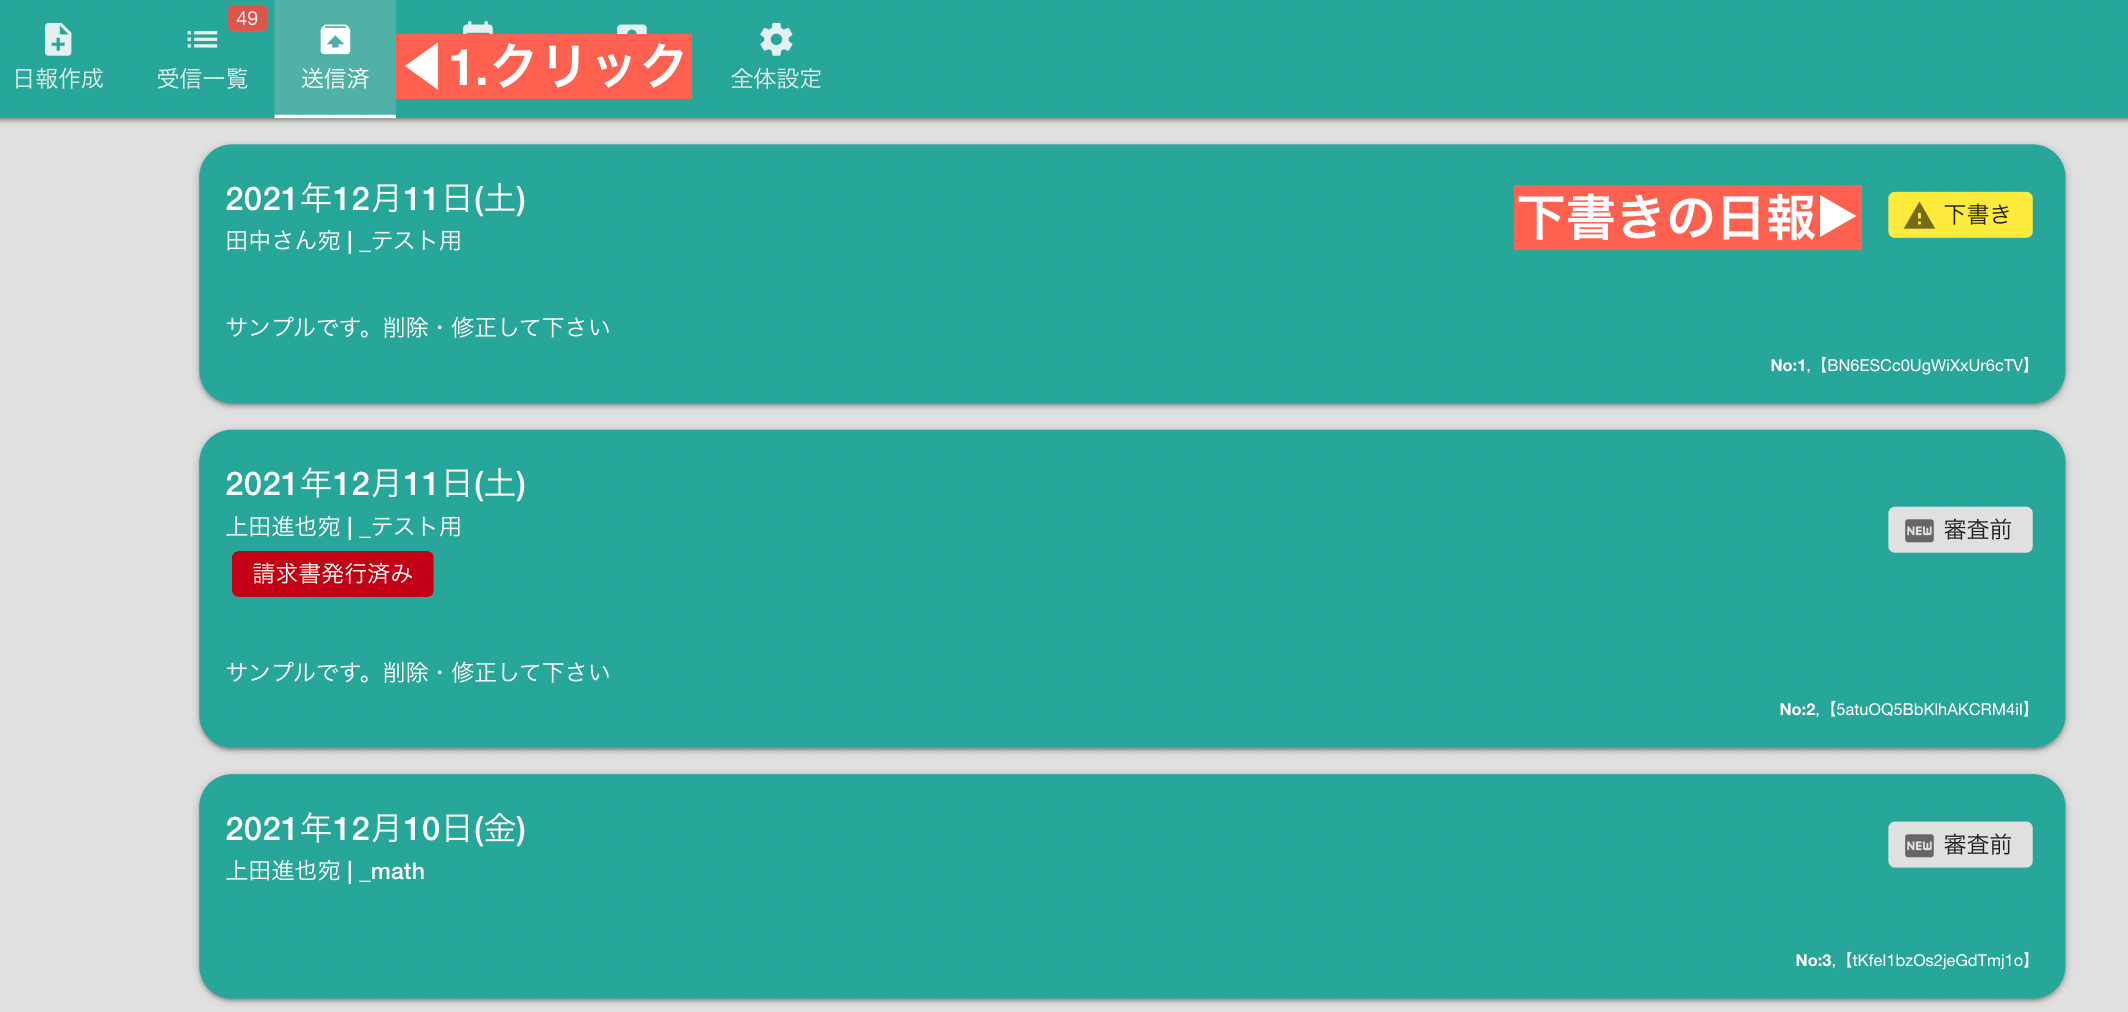 49
日報作成
受信一覧
送信済
◀1.クリック
全体設定
2021年12月11日(土)
下書きの日報▶
下書き
田中さん宛 | _テスト用
サンプルです。削除・修正して下さい
No:1,【BN6ESCc0UgWiXxUr6cTV】
2021年12月11日(土)
上田進也宛 | _テスト用
NEW 審査前
請求書発行済み
サンプルです。削除・修正して下さい
No:2,【5atuOQ5BbKIhAKCRM4iI】
2021年12月10日(金)
上田進也宛 | _math
NEW 審査前
No:3,【tKfeI1bzOs2jeGdTmj1o】